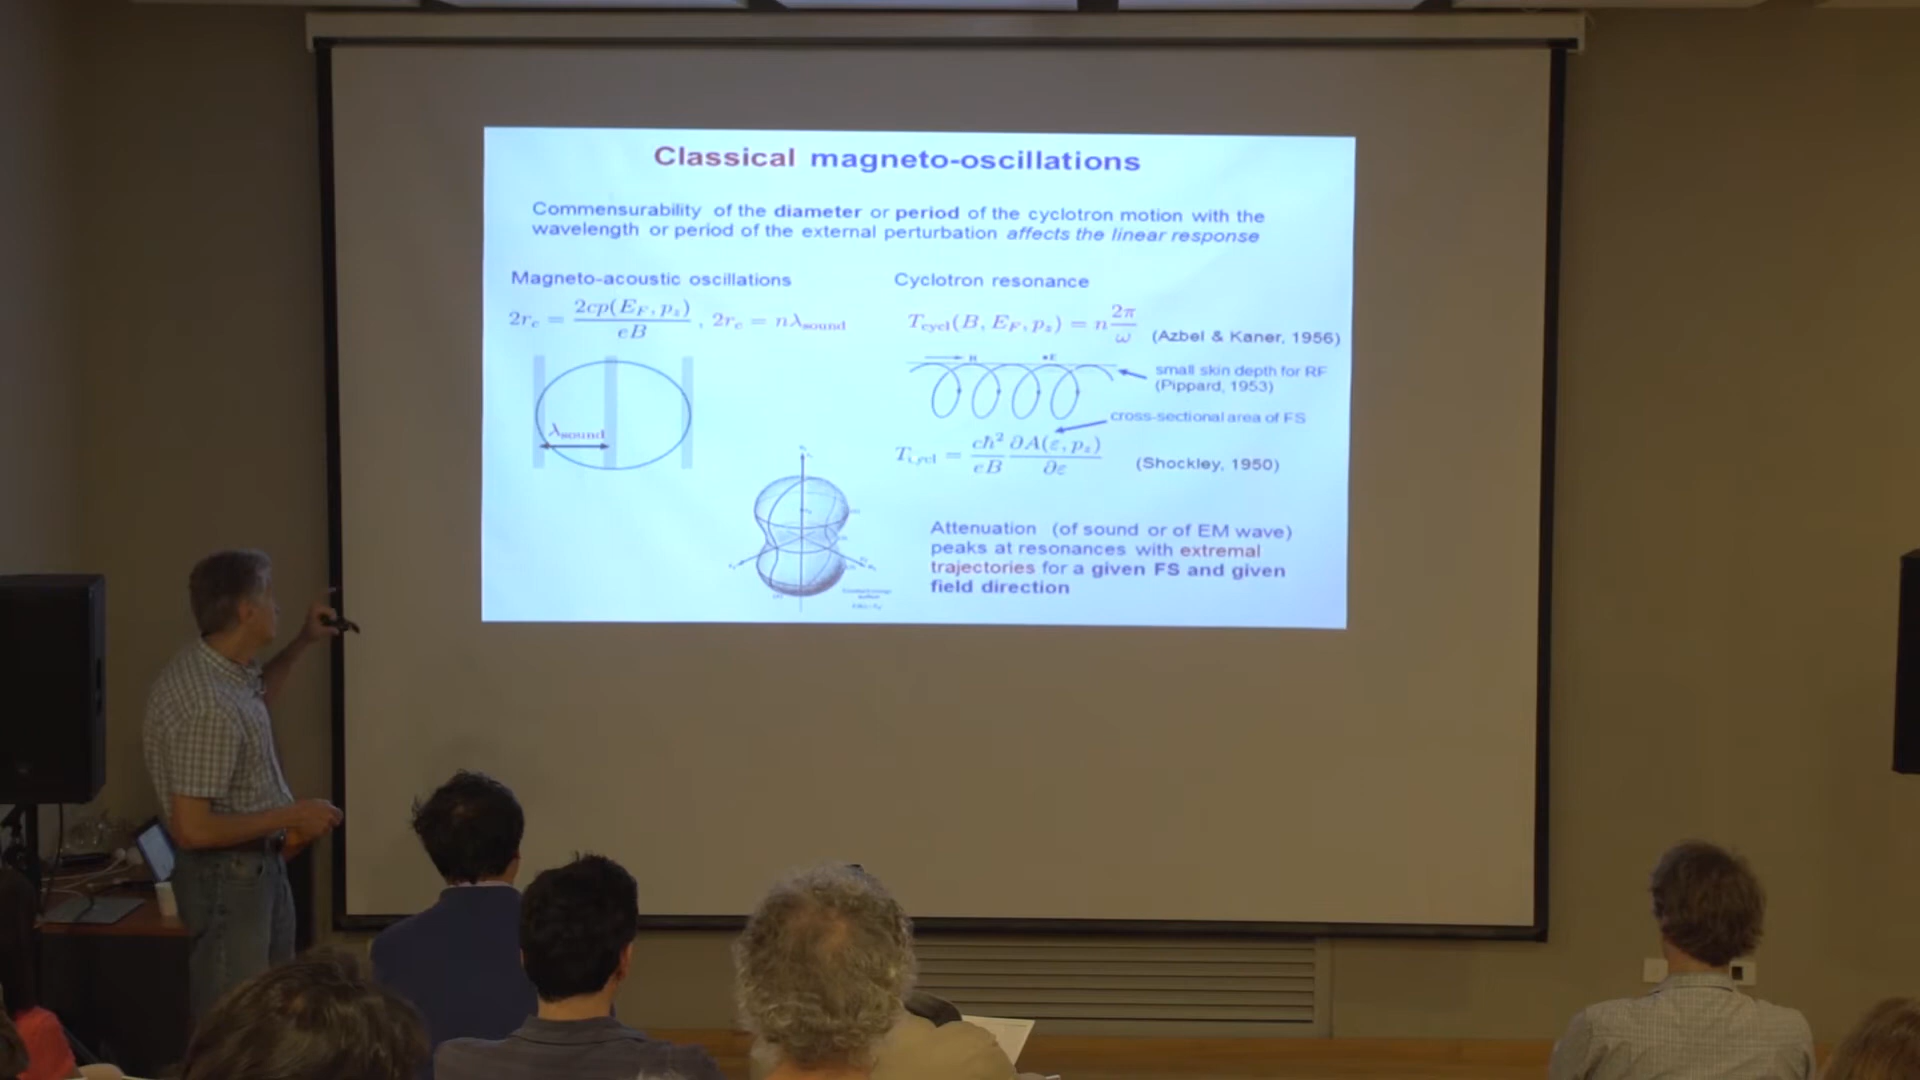 Classical magneto-oscillations
Commensurability of the diameter or period of the cyclotron motion with the
wavelength or period of the external perturbation affects the linear response
Magneto-acoustic oscillations
2r_c = 2cp(E_F, p_z) / eB , 2r_c = nλ_sound
λ_sound
Cyclotron resonance
T_cycl(B, E_F, p_z) = n 2π/ω (Azbel & Kaner, 1956)
small skin depth for RF
(Pippard, 1953)
cross-sectional area of FS
T_cycl = cħ²/eB ∂A(ε, p_z)/∂ε (Shockley, 1950)
Attenuation (of sound or of EM wave)
peaks at resonances with extremal
trajectories for a given FS and given
field direction